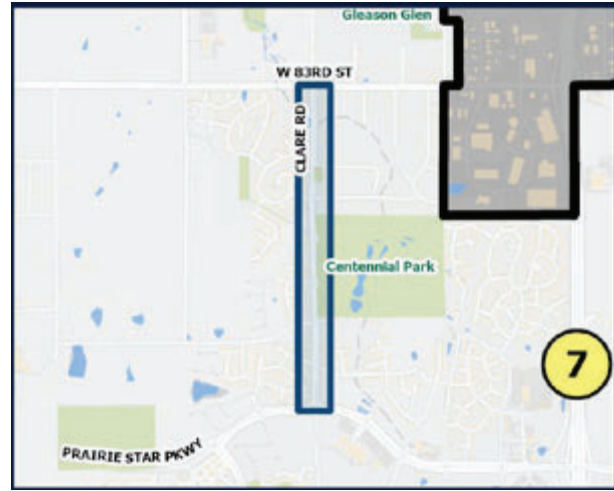 Gleason Glen
W 83RD ST
CLARE RD
Centennial Park
7
PRAIRIE STAR PKWY